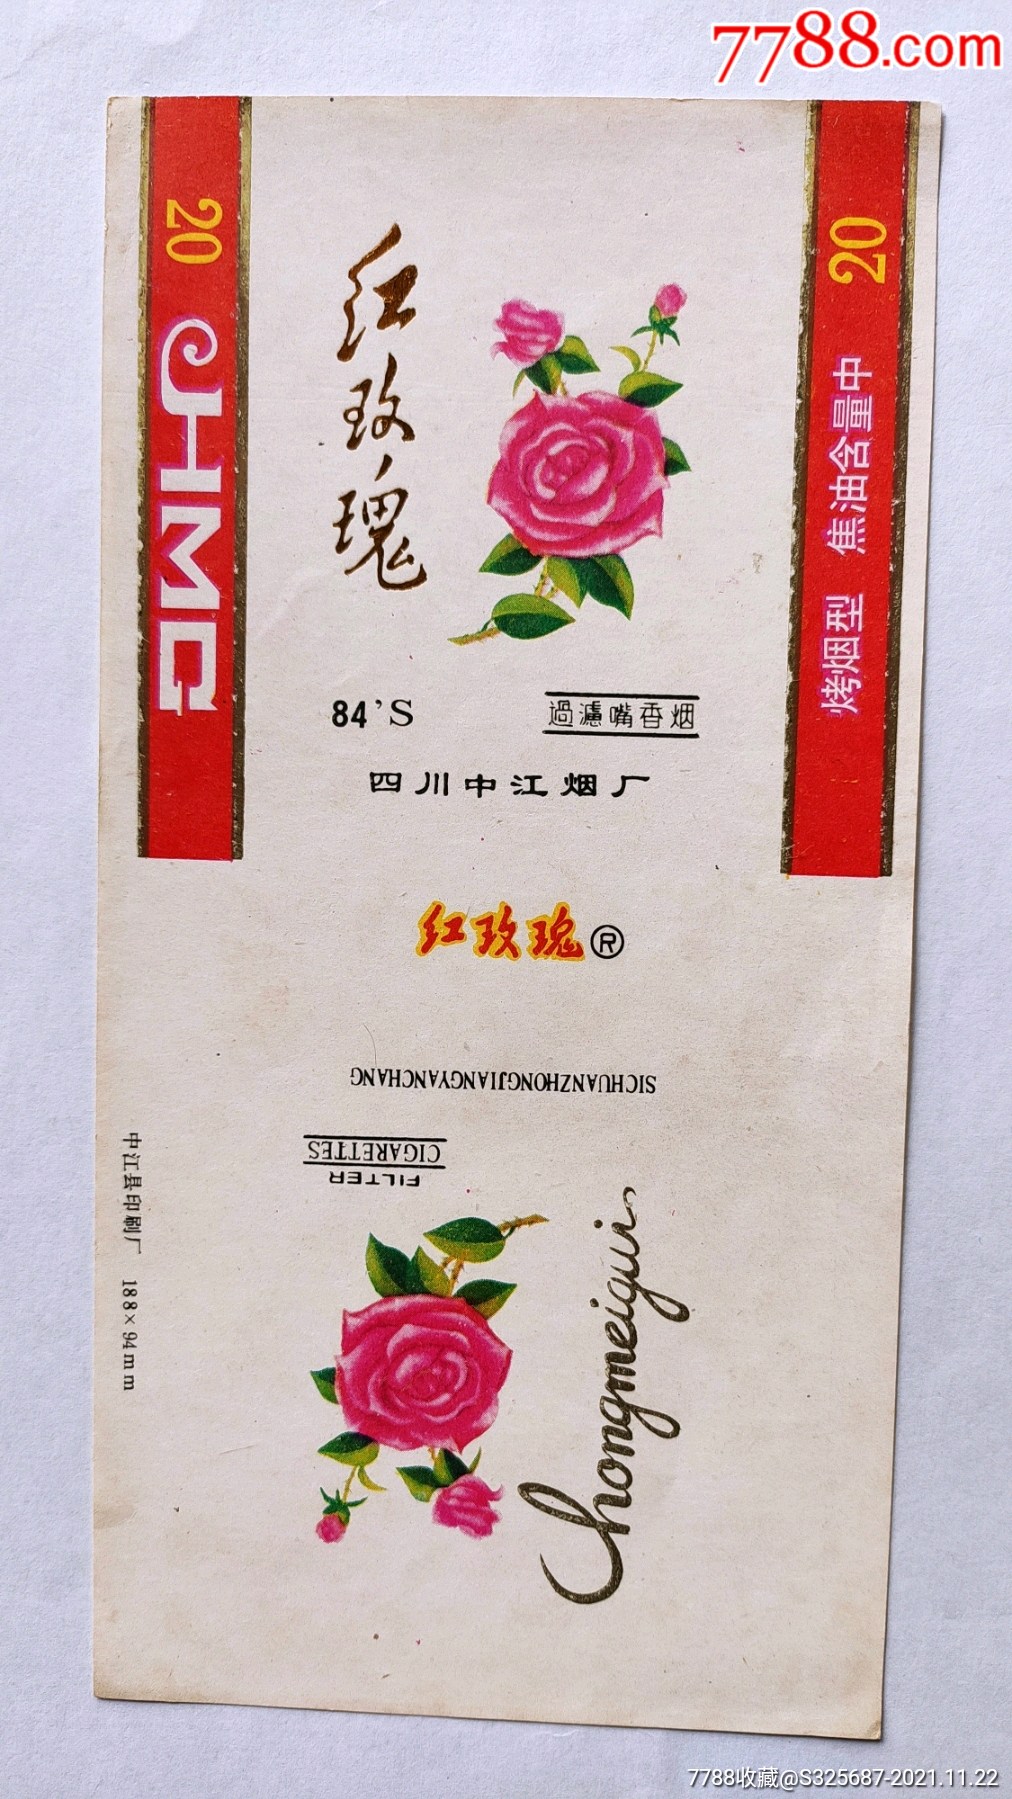 7788.com
20
JHMG
红玫瑰
84'S
過濾嘴香烟
四川中江烟厂
20
烤烟型 焦油含量中
红玫瑰®
SICHUANZHONGJIANGYANCHANG
FILTER
CIGARETTES
Chongmeigui
中江县印刷厂 188×94mm
7788收藏@S325687-2021.11.22